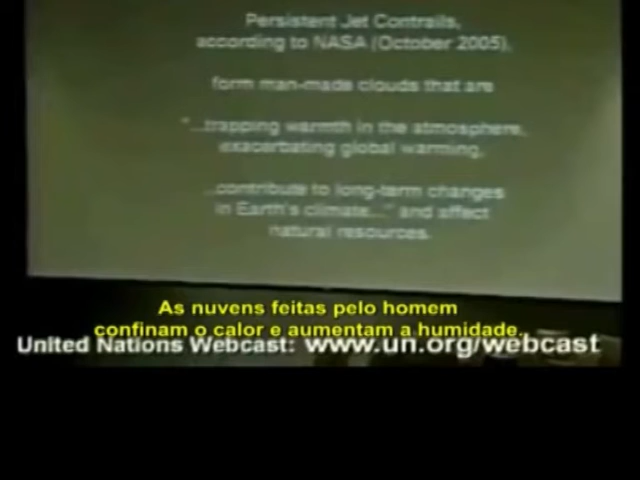 Persistent Jet Contrails,
according to NASA (October 2005),
form man-made clouds that are
"...trapping warmth in the atmosphere,
exacerbating global warming,
...contribute to long-term changes
in Earth's climate..." and affect
natural resources.
As nuvens feitas pelo homem
confinam o calor e aumentam a humidade.
United Nations Webcast: www.un.org/webcast